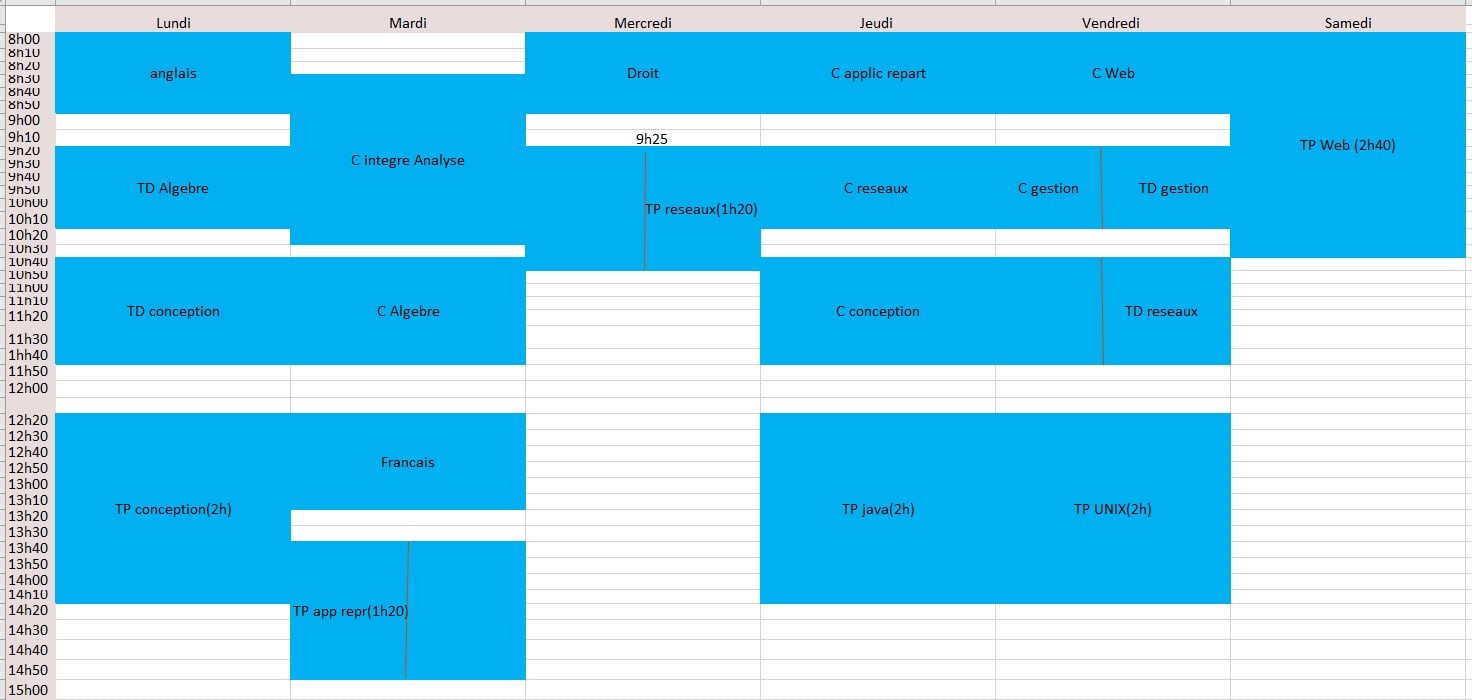 Lundi Mardi Mercredi Jeudi Vendredi Samedi
8h00
8h10
8h20
anglais Droit C applic repart C Web
8h30
8h40
8h50
9h00
9h10 9h25
TP Web (2h40)
9h20
C integre Analyse
9h30
9h40
TD Algebre C reseaux C gestion TD gestion
9h50
10h00
TP reseaux(1h20)
10h10
10h20
10h30
10h40
10h50
11h00
11h10
TD conception C Algebre C conception TD reseaux
11h20
11h30
1hh40
11h50
12h00
12h20
12h30
12h40
Francais
12h50
13h00
13h10
TP conception(2h) TP java(2h) TP UNIX(2h)
13h20
13h30
13h40
13h50
14h00
14h10
14h20 TP app repr(1h20)
14h30
14h40
14h50
15h00